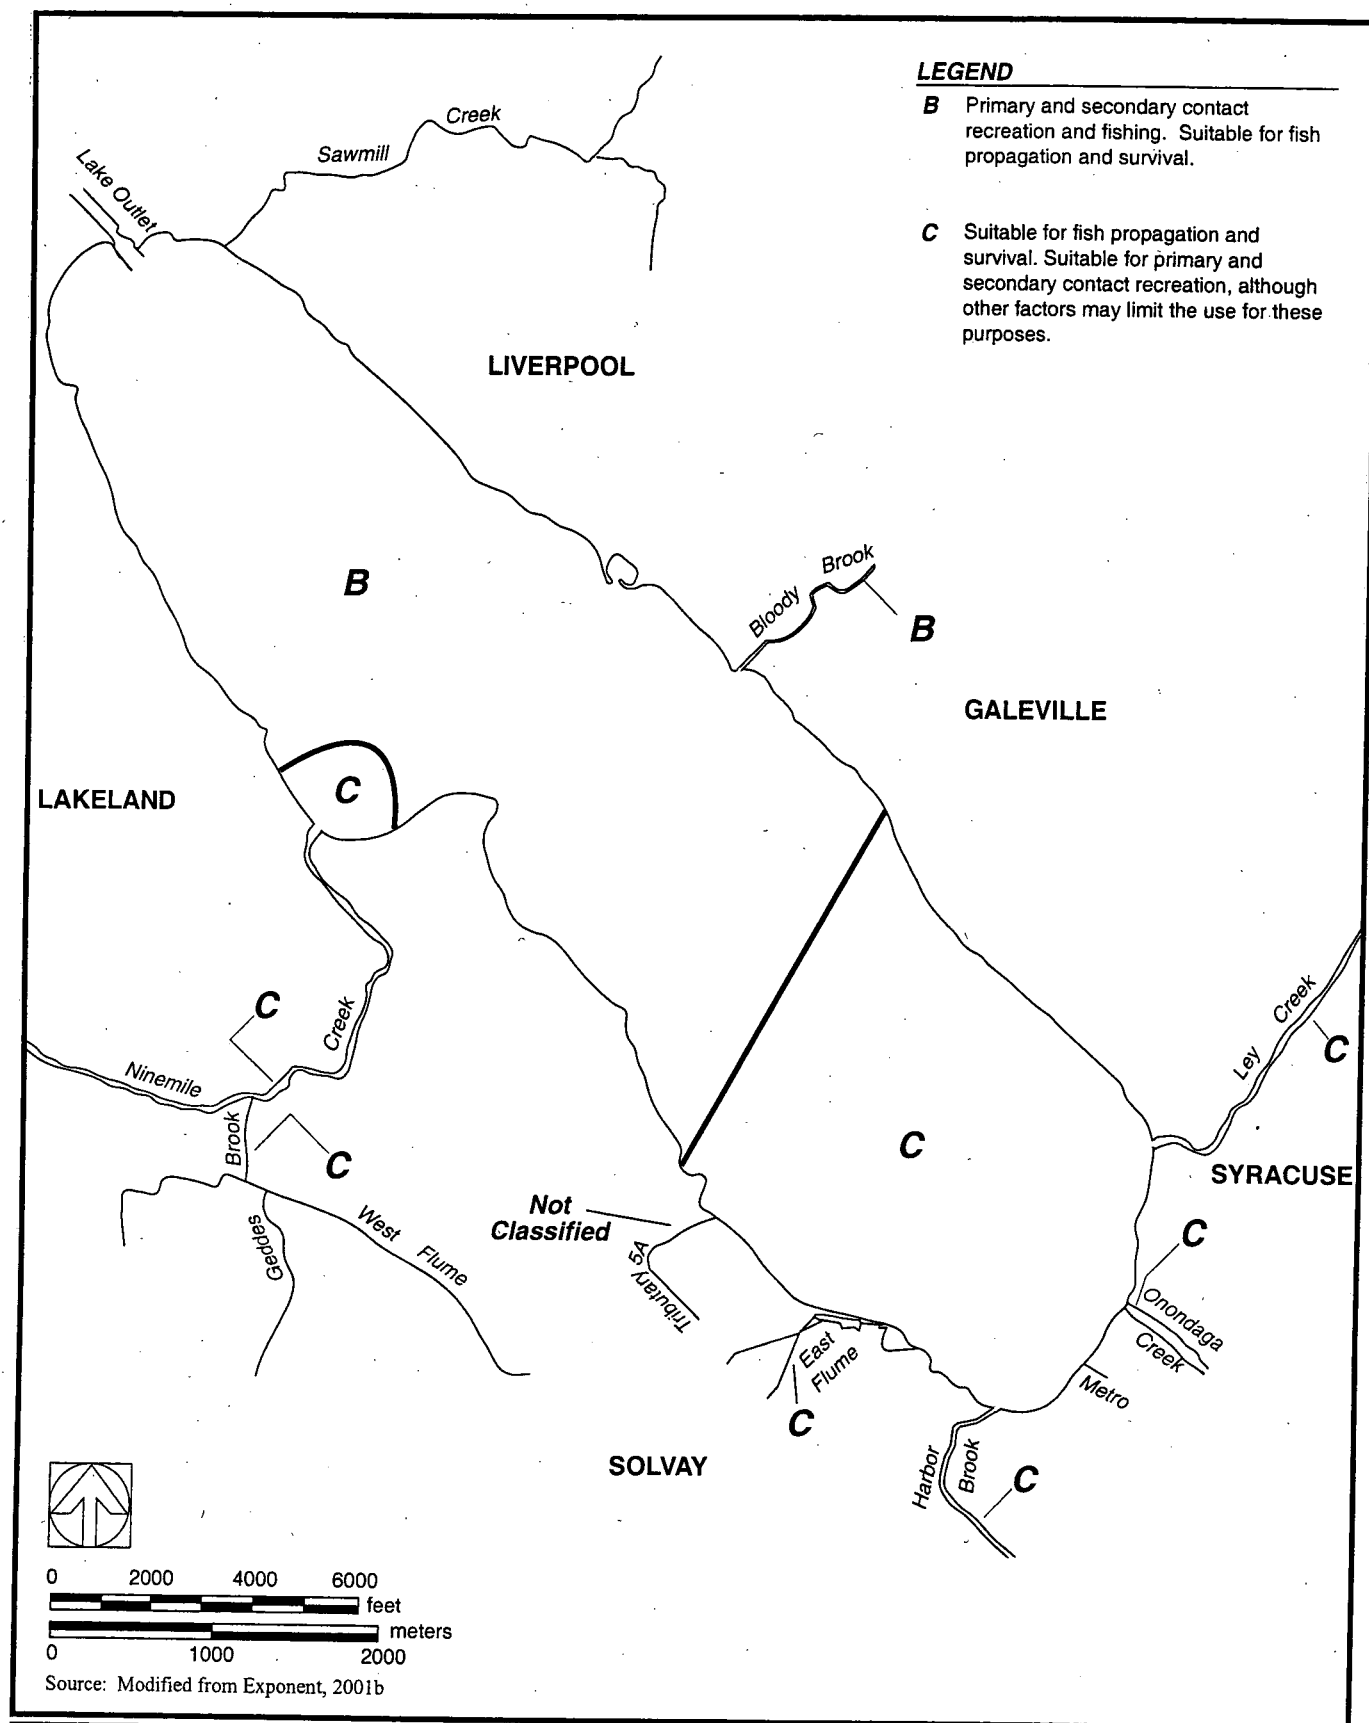 LEGEND
B Primary and secondary contact
recreation and fishing. Suitable for fish
propagation and survival.
C Suitable for fish propagation and
survival. Suitable for primary and
secondary contact recreation, although
other factors may limit the use for these
purposes.
Creek
Sawmill
Lake Outlet
LIVERPOOL
B
Bloody Brook
B
GALEVILLE
C
LAKELAND
C
Creek
Ninemile
Brook
C
Geddes
West Flume
Not
Classified
Tributary 5A
C
Ley Creek
C
SYRACUSE
C
Onondaga
Creek
Metro
East
Flume
C
Harbor
Brook
C
SOLVAY
0 2000 4000 6000
feet
meters
0 1000 2000
Source: Modified from Exponent, 2001b